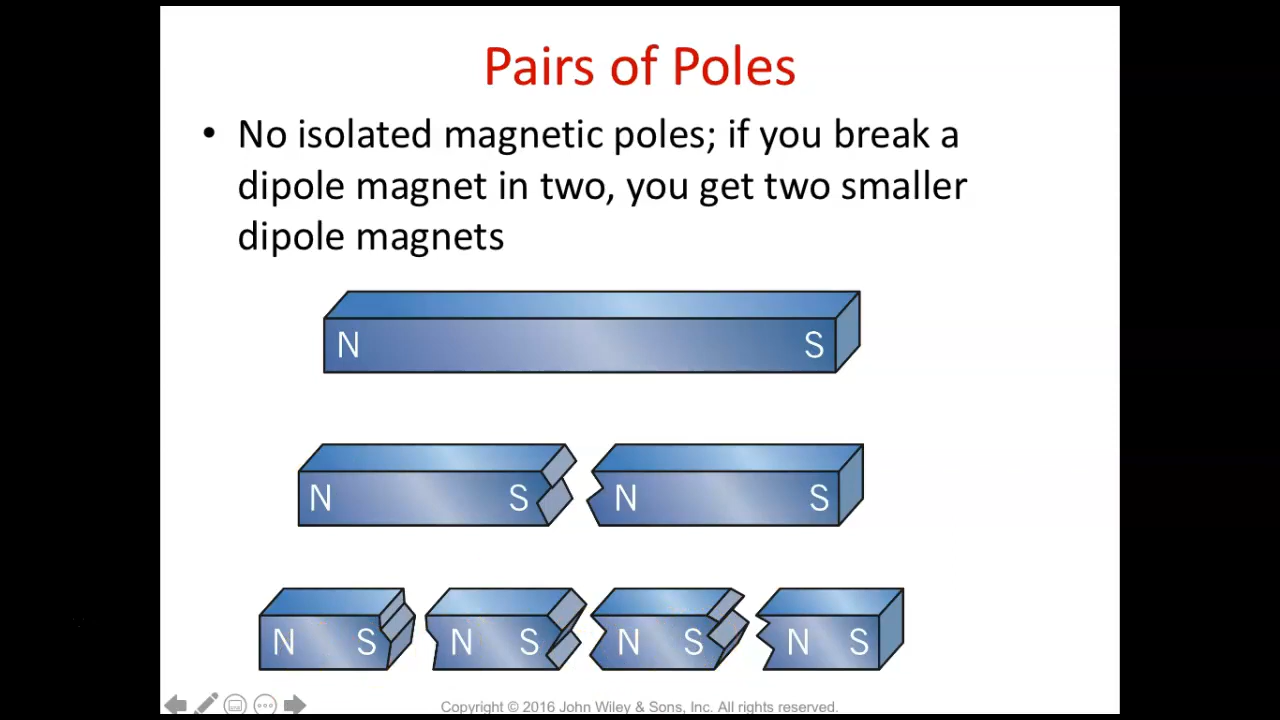 Pairs of Poles
• No isolated magnetic poles; if you break a
dipole magnet in two, you get two smaller
dipole magnets
N S
N S N S
N S N S N S N S
Copyright © 2016 John Wiley & Sons, Inc. All rights reserved.